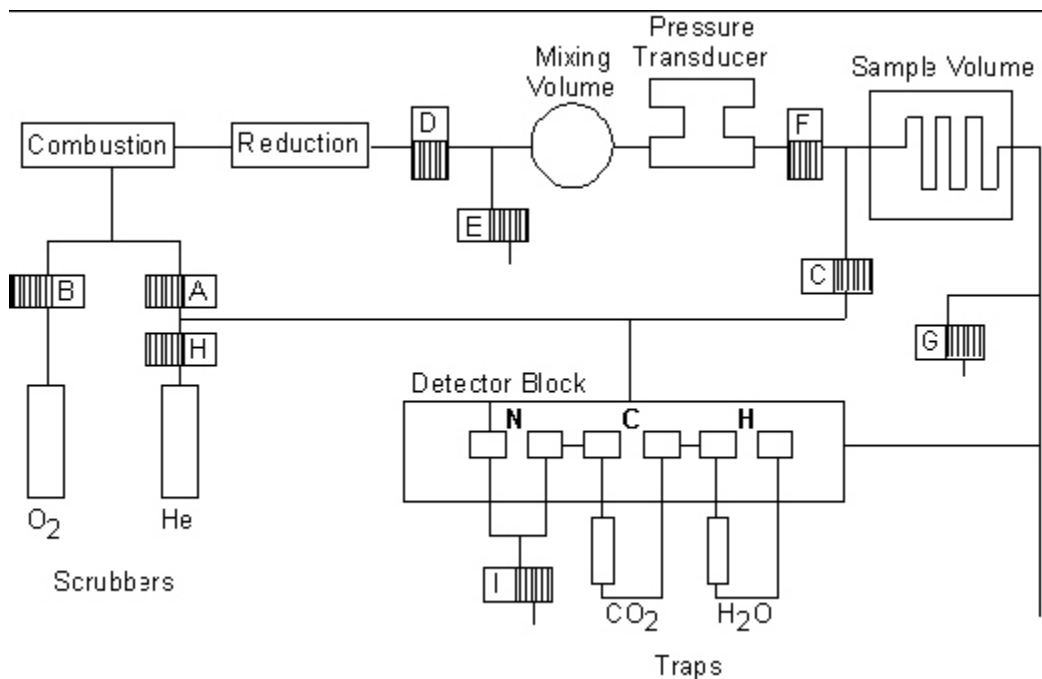 Pressure
Transducer
Mixing
Volume
Sample Volume
D
F
Combustion
Reduction
E
B
A
C
H
G
Detector Block
N
C
H
O2
He
Scrubbers
I
CO2
H2O
Traps